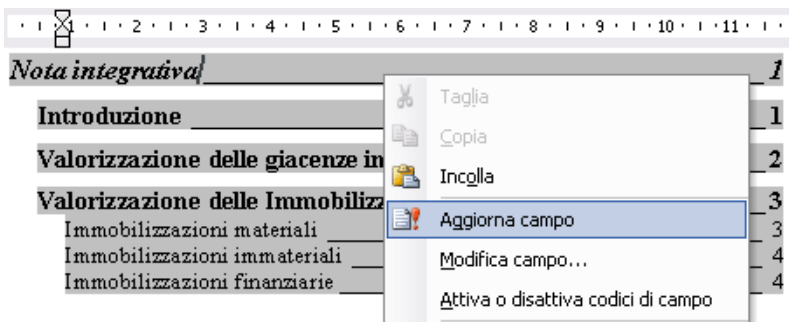 1 2 3 4 5 6 7 8 9 10 11
Nota integrativa 1
Introduzione 1
Valorizzazione delle giacenze in 2
Valorizzazione delle Immobilizz 3
Immobilizzazioni materiali 3
Immobilizzazioni immateriali 4
Immobilizzazioni finanziarie 4
Taglia
Copia
Incolla
Aggiorna campo
Modifica campo...
Attiva o disattiva codici di campo